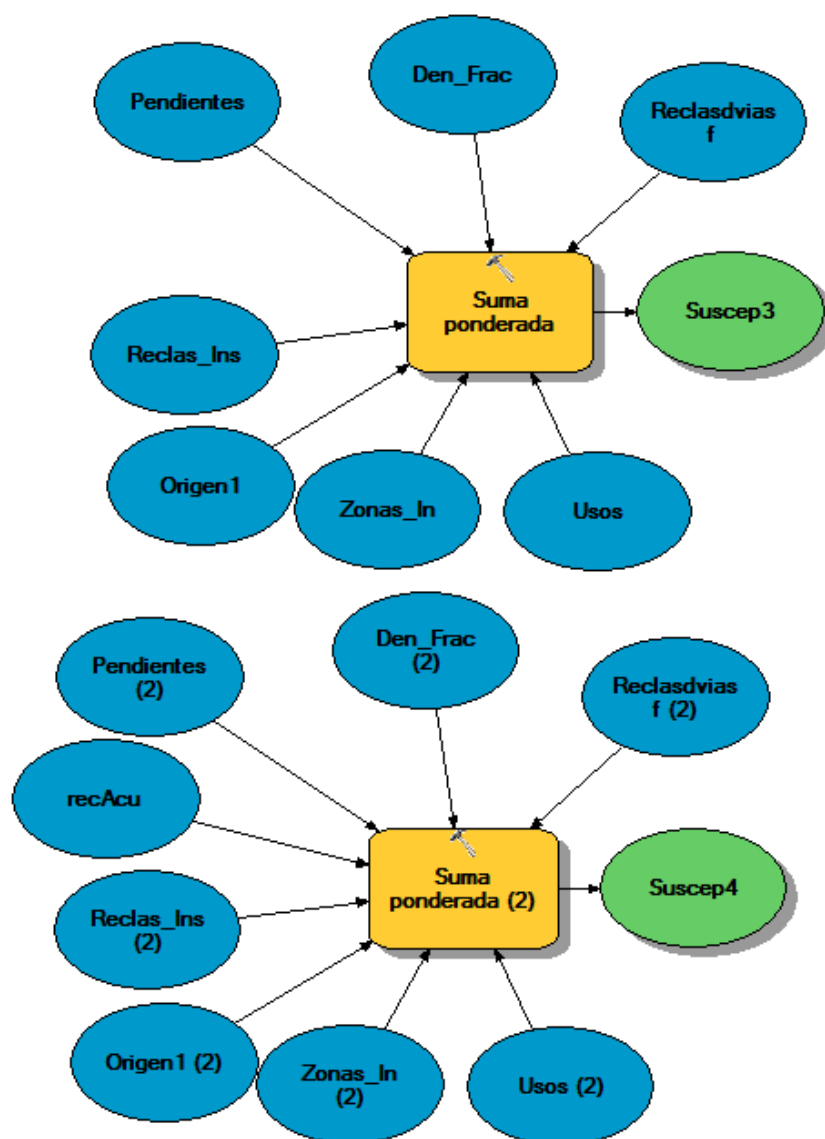 Den_Frac
Pendientes
Reclasdvias
f
Suma
ponderada
Suscep3
Reclas_Ins
Origen1
Zonas_In
Usos
Den_Frac
(2)
Pendientes
(2)
Reclasdvias
f (2)
recAcu
Suma
ponderada (2)
Suscep4
Reclas_Ins
(2)
Origen1 (2)
Zonas_In
(2)
Usos (2)